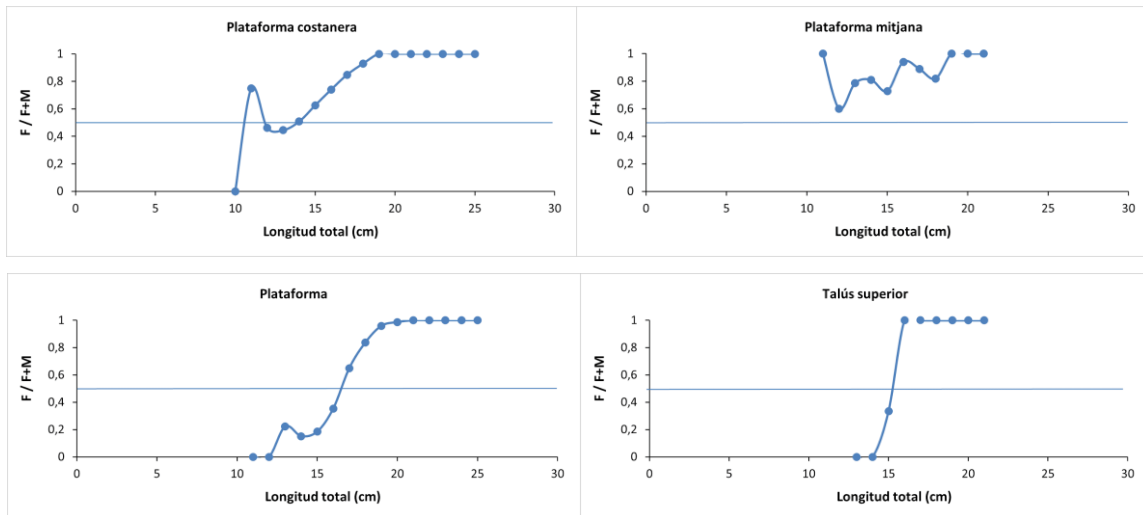 Plataforma costanera
F / F+M
1
0,8
0,6
0,4
0,2
0
0 5 10 15 20 25 30
Longitud total (cm)
Plataforma mitjana
F / F+M
1
0,8
0,6
0,4
0,2
0
0 5 10 15 20 25 30
Longitud total (cm)
Plataforma
F / F+M
1
0,8
0,6
0,4
0,2
0
0 5 10 15 20 25 30
Longitud total (cm)
Talús superior
F / F+M
1
0,8
0,6
0,4
0,2
0
0 5 10 15 20 25 30
Longitud total (cm)